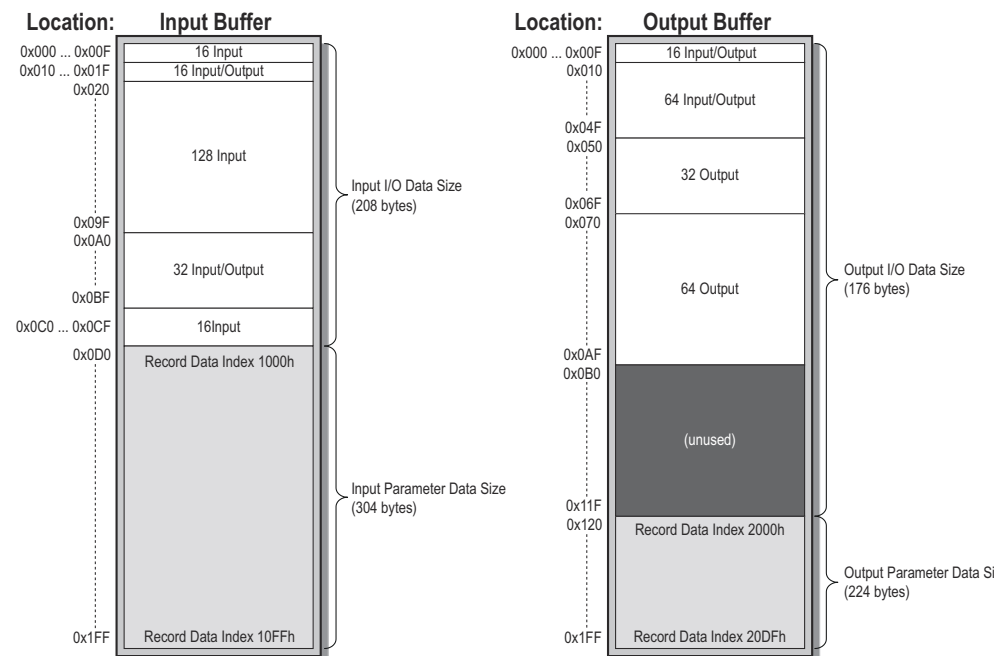 Location: Input Buffer
0x000 ... 0x00F 16 Input
0x010 ... 0x01F 16 Input/Output
0x020
128 Input
0x09F
0x0A0
32 Input/Output
0x0BF
0x0C0 ... 0x0CF 16Input
0x0D0 Record Data Index 1000h
0x1FF Record Data Index 10FFh
Input I/O Data Size
(208 bytes)
Input Parameter Data Size
(304 bytes)
Location: Output Buffer
0x000 ... 0x00F 16 Input/Output
0x010
64 Input/Output
0x04F
0x050
32 Output
0x06F
0x070
64 Output
0x0AF
0x0B0
(unused)
0x11F
0x120 Record Data Index 2000h
0x1FF Record Data Index 20DFh
Output I/O Data Size
(176 bytes)
Output Parameter Data Si
(224 bytes)